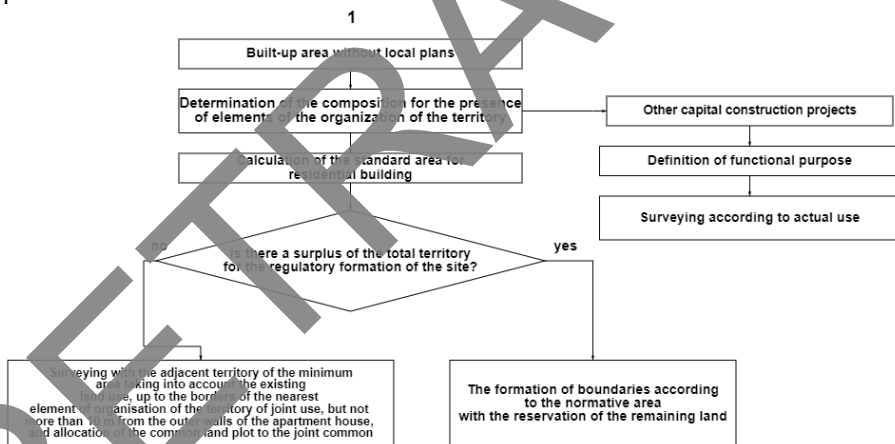 1
Built-up area without local plans
Determination of the composition for the presence
of elements of the organization of the territory
Other capital construction projects
Calculation of the standard area for
residential building
Definition of functional purpose
Surveying according to actual use
no
yes
Is there a surplus of the total territory
for the regulatory formation of the site?
Surveying with the adjacent territory of the minimum
area taking into account the existing
land use, up to the borders of the nearest
element of organisation of the territory of joint use, but not
more than 10 m from the outer walls of the apartment house,
and allocation of the common land plot to the joint common
The formation of boundaries according
to the normative area
with the reservation of the remaining land
ETRA